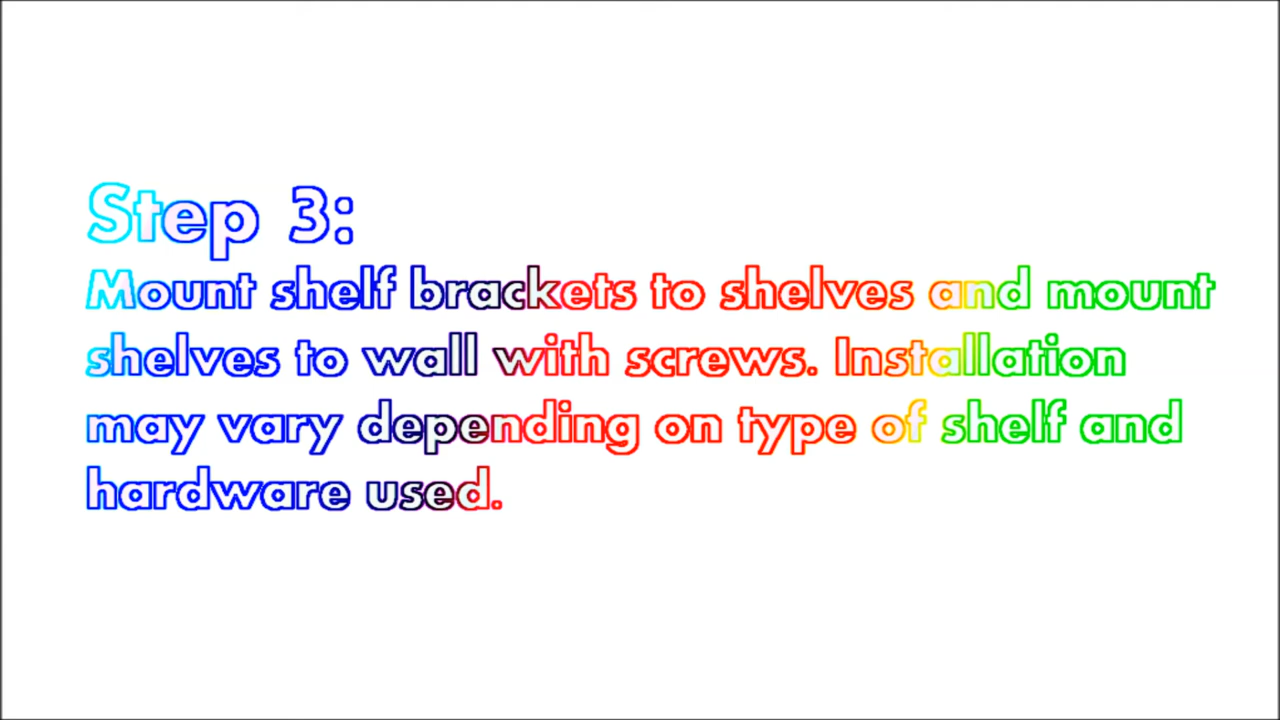 Step 3:
Mount shelf brackets to shelves and mount
shelves to wall with screws. Installation
may vary depending on type of shelf and
hardware used.